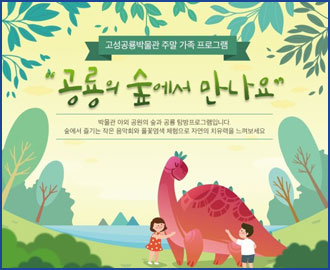 고성공룡박물관 주말 가족 프로그램
"공룡의 숲에서 만나요"
박물관 야외 공원의 숲과 공룡 탐방프로그램입니다.
숲에서 즐기는 작은 음악회와 풀꽃염색 체험으로 자연의 치유력을 느껴보세요